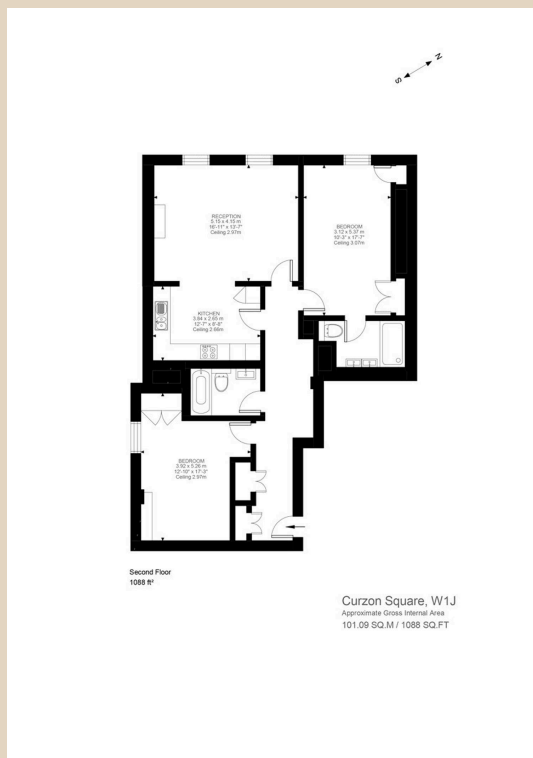 N
S
RECEPTION
5.15 x 4.15 m
16'-11" x 13'-7"
Ceiling 2.97m
BEDROOM
3.12 x 5.37 m
10'-3" x 17'-7"
Ceiling 3.07m
KITCHEN
3.84 x 2.65 m
12'-7" x 8'-8"
Ceiling 2.66m
BEDROOM
3.92 x 5.26 m
12'-10" x 17'-3"
Ceiling 2.97m
Second Floor
1088 ft²
Curzon Square, W1J
Approximate Gross Internal Area
101.09 SQ.M / 1088 SQ.FT